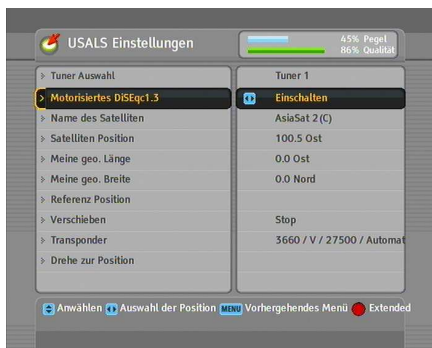 USALS Einstellungen
45% Pegel
86% Qualität
Tuner Auswahl Tuner 1
Motorisiertes DiSEqc1.3 Einschalten
Name des Satelliten AsiaSat 2(C)
Satelliten Position 100.5 Ost
Meine geo. Länge 0.0 Ost
Meine geo. Breite 0.0 Nord
Referenz Position
Verschieben Stop
Transponder 3660 / V / 27500 / Automat
Drehe zur Position
Anwählen Auswahl der Position MENU Vorhergehendes Menü Extended